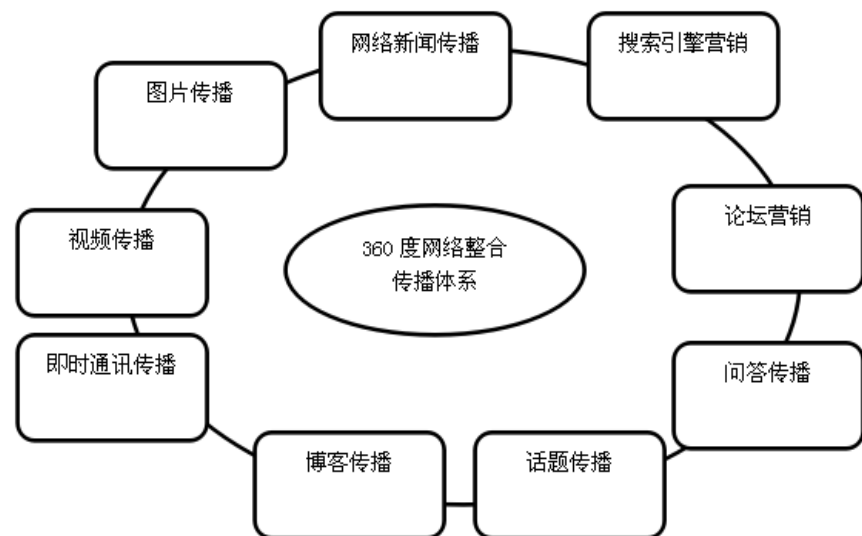 网络新闻传播
搜索引擎营销
图片传播
论坛营销
视频传播
360 度网络整合
传播体系
即时通讯传播
问答传播
博客传播
话题传播